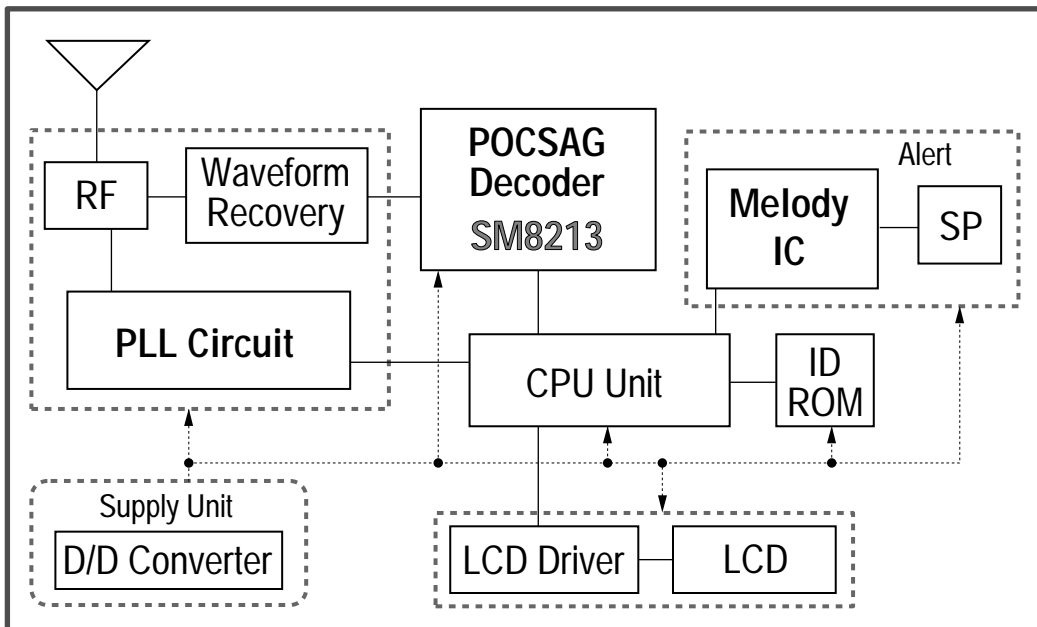 RF
Waveform
Recovery
POCSAG
Decoder
SM8213
Alert
Melody
IC
SP
PLL Circuit
CPU Unit
ID
ROM
Supply Unit
D/D Converter
LCD Driver
LCD